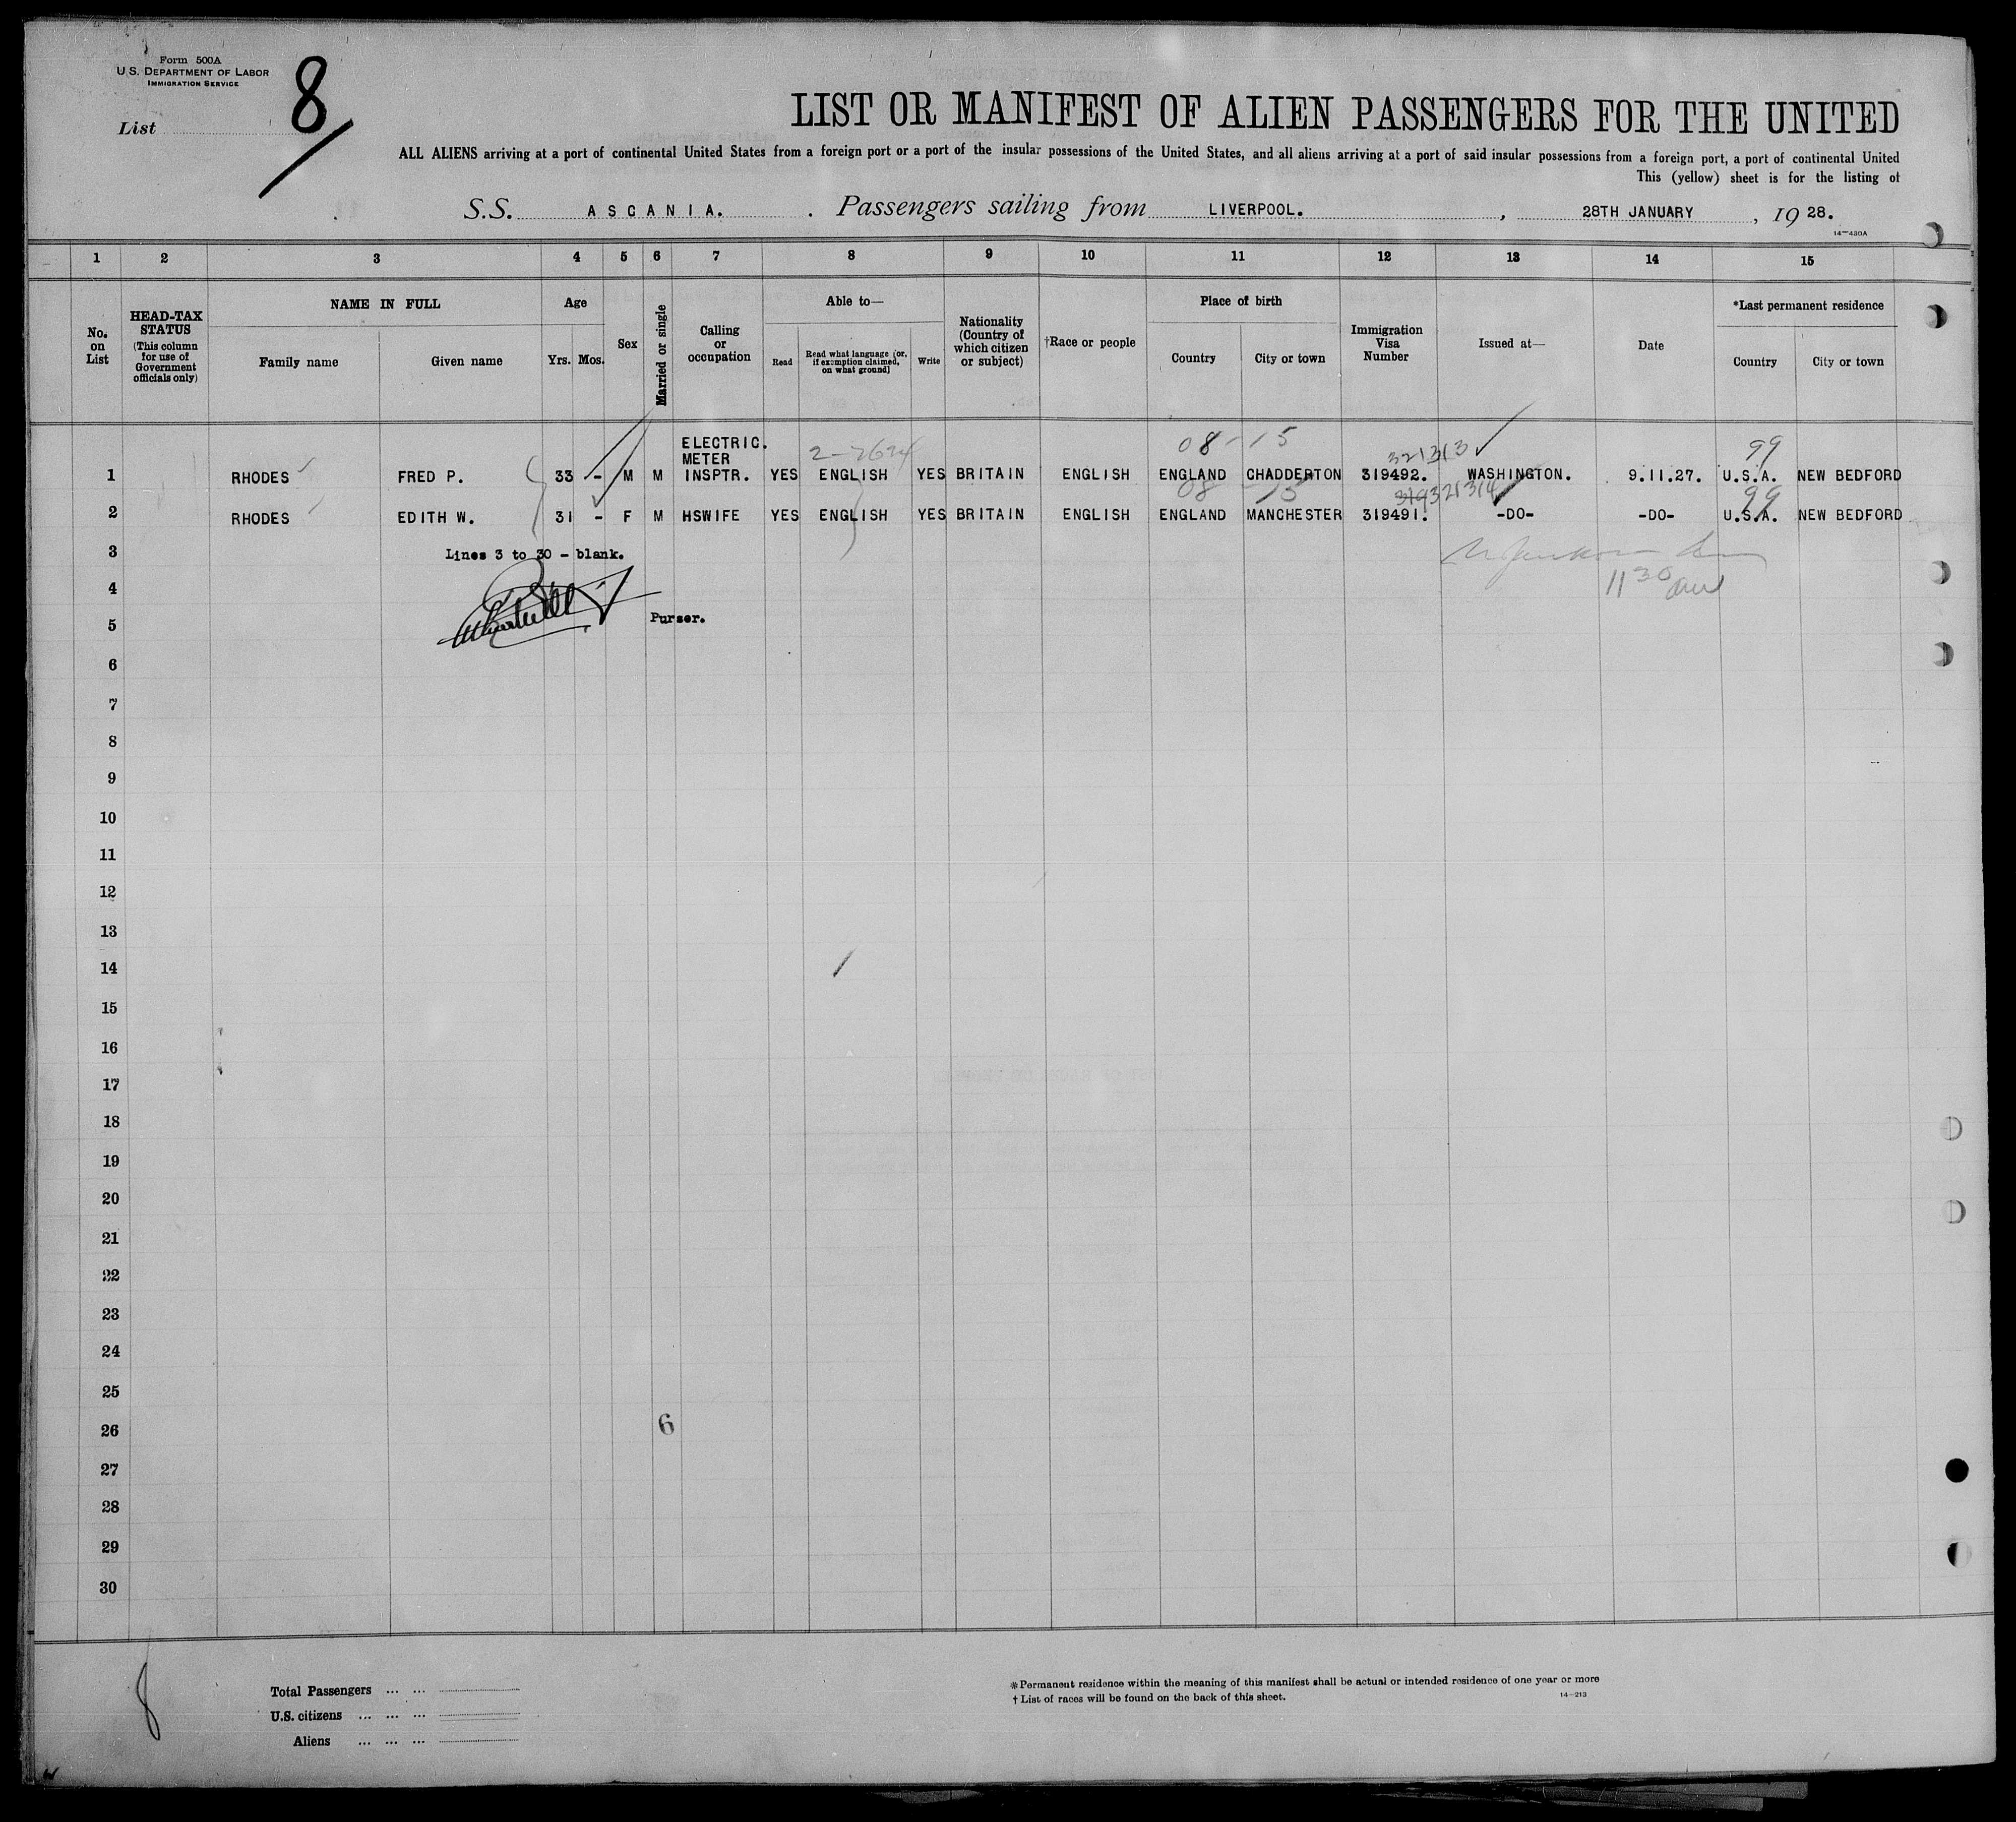 Form 500A
U.S. DEPARTMENT OF LABOR
IMMIGRATION SERVICE
List 8
LIST OR MANIFEST OF ALIEN PASSENGERS FOR THE UNITED
ALL ALIENS arriving at a port of continental United States from a foreign port or a port of the insular possessions of the United States, and all aliens arriving at a port of said insular possessions from a foreign port, a port of continental United
This (yellow) sheet is for the listing of
S.S. ASCANIA. Passengers sailing from LIVERPOOL. , 28TH JANUARY , 19 28.
14—430A
1 2 3 4 5 6 7 8 9 10 11 12 13 14 15
No. on List
HEAD-TAX STATUS (This column for use of Government officials only)
NAME IN FULL
Family name Given name
Age
Yrs. Mos.
Sex
Married or single
Calling or occupation
Able to—
Read Read what language (or, if exemption claimed, on what ground) Write
Nationality (Country of which citizen or subject)
†Race or people
Place of birth
Country City or town
Immigration Visa Number
Issued at—
Date
*Last permanent residence
Country City or town
08 - 15 321313 99
1 RHODES FRED P. 33 - M M ELECTRIC. METER INSPTR. YES ENGLISH YES BRITAIN ENGLISH ENGLAND CHADDERTON 319492. WASHINGTON. 9.11.27. U.S.A. NEW BEDFORD
08 - 15 319321314 99
2 RHODES EDITH W. 31 - F M HSWIFE YES ENGLISH YES BRITAIN ENGLISH ENGLAND MANCHESTER 319491. -DO- -DO- U.S.A. NEW BEDFORD
3 Lines 3 to 30 - blank.
4 11 30
5 Purser.
6
7
8
9
10
11
12
13
14
15
16
17
18
19
20
21
22
23
24
25
26 6
27
28
29
30
8
Total Passengers ... ...
U.S. citizens ... ... ...
Aliens ... ... ...
*Permanent residence within the meaning of this manifest shall be actual or intended residence of one year or more
† List of races will be found on the back of this sheet. 14—213